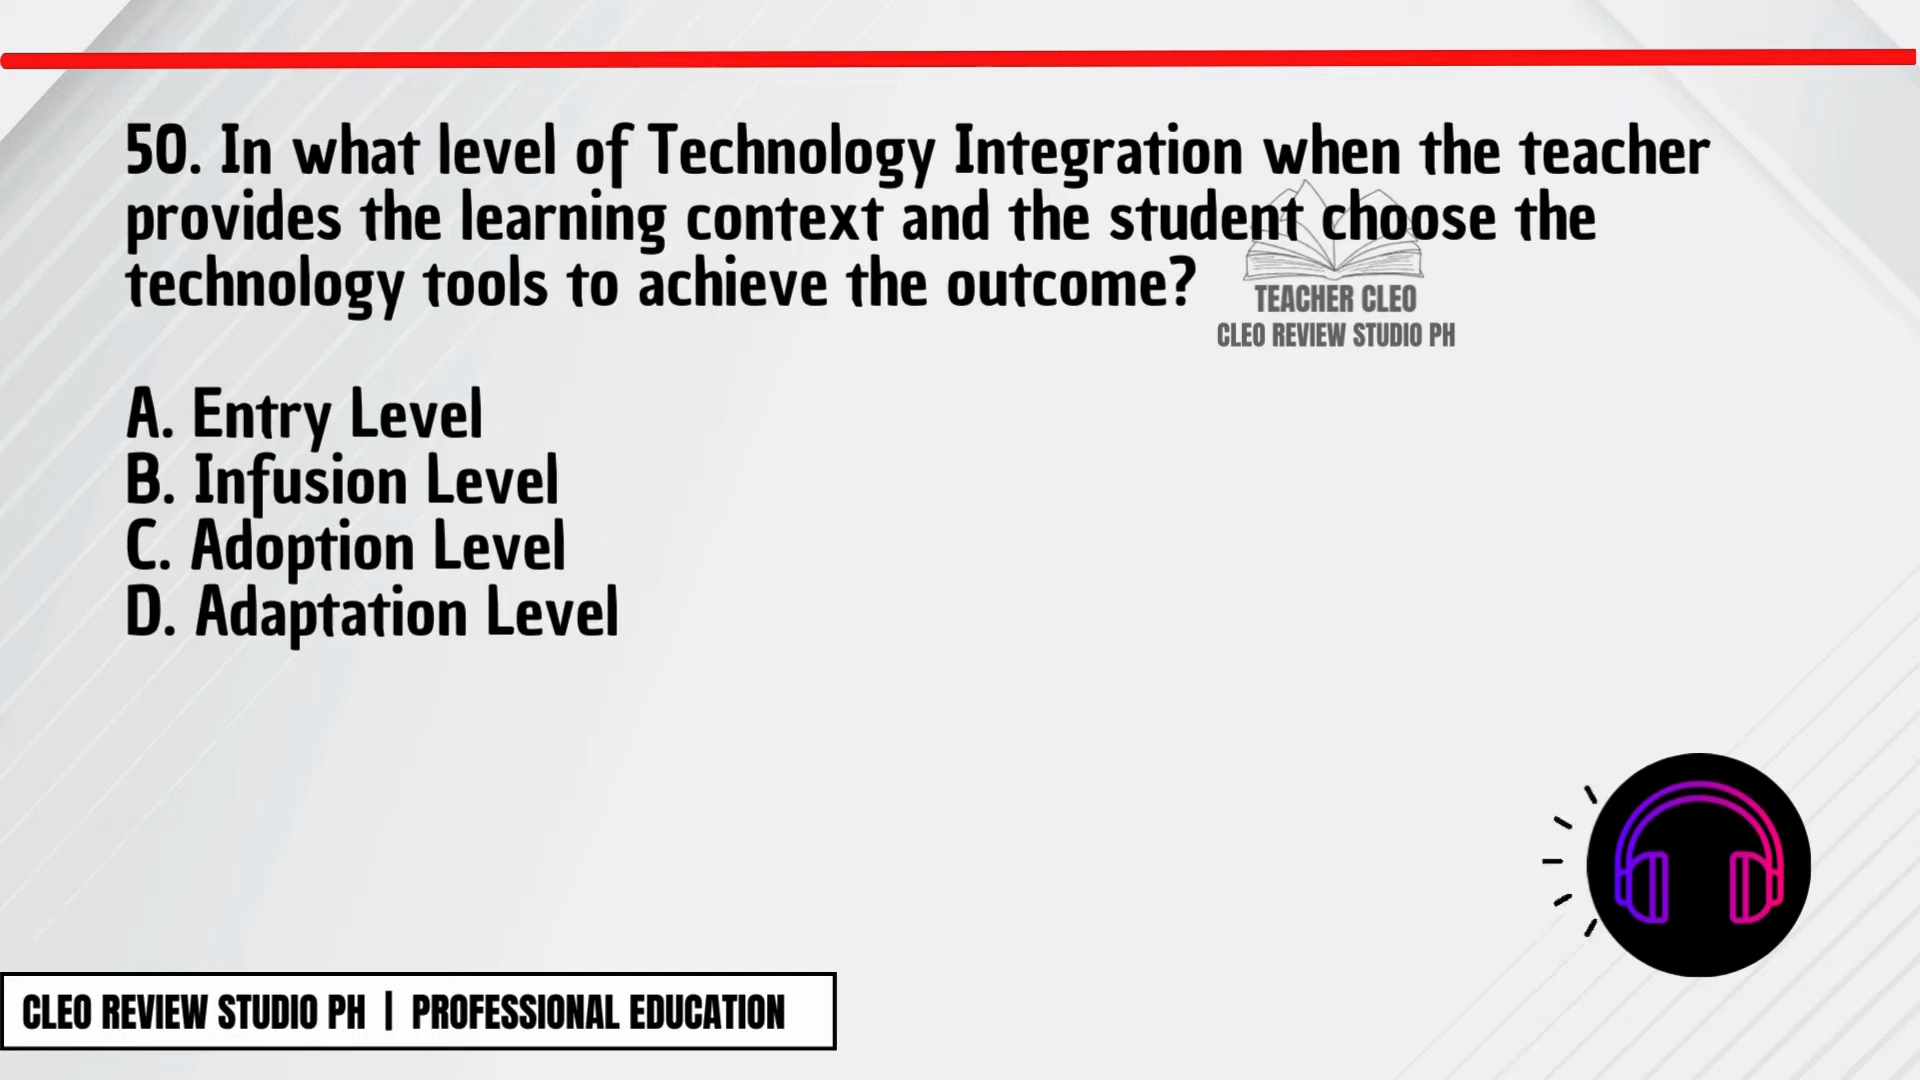 50. In what level of Technology Integration when the teacher
provides the learning context and the student choose the
technology tools to achieve the outcome?
TEACHER CLEO
CLEO REVIEW STUDIO PH
A. Entry Level
B. Infusion Level
C. Adoption Level
D. Adaptation Level
CLEO REVIEW STUDIO PH | PROFESSIONAL EDUCATION